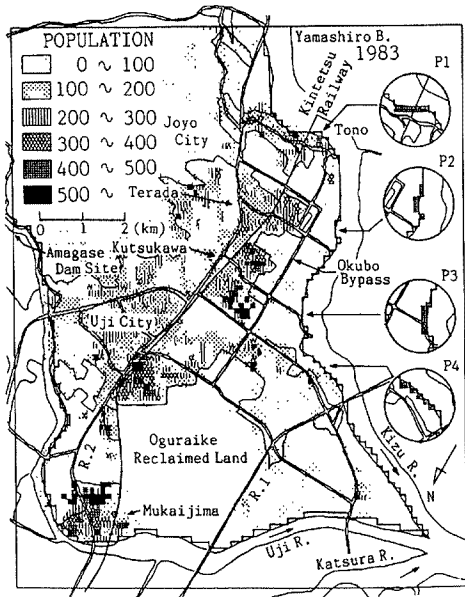 POPULATION
0 ~ 100
100 ~ 200
200 ~ 300
300 ~ 400
400 ~ 500
500 ~
0 1 2 (km)
Yamashiro B.
1983
Kintetsu
Railway
P1
Joyo
City
Tono
P2
Terada
Kutsukawa
Amagase
Dam Site
Okubo
Bypass
P3
Uji City
P4
Oguraike
Reclaimed Land
R.2
R.1
Kizu R.
N
Mukaijima
Uji R.
Katsura R.